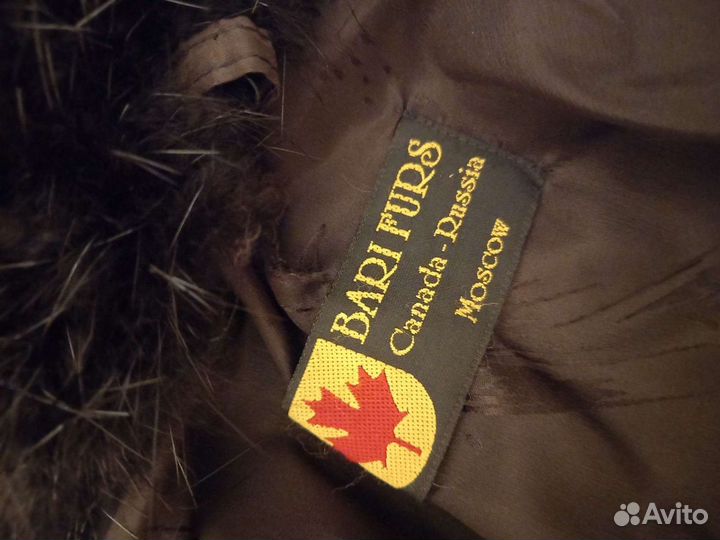 BARI FURS
Canada - Russia
Moscow
Avito